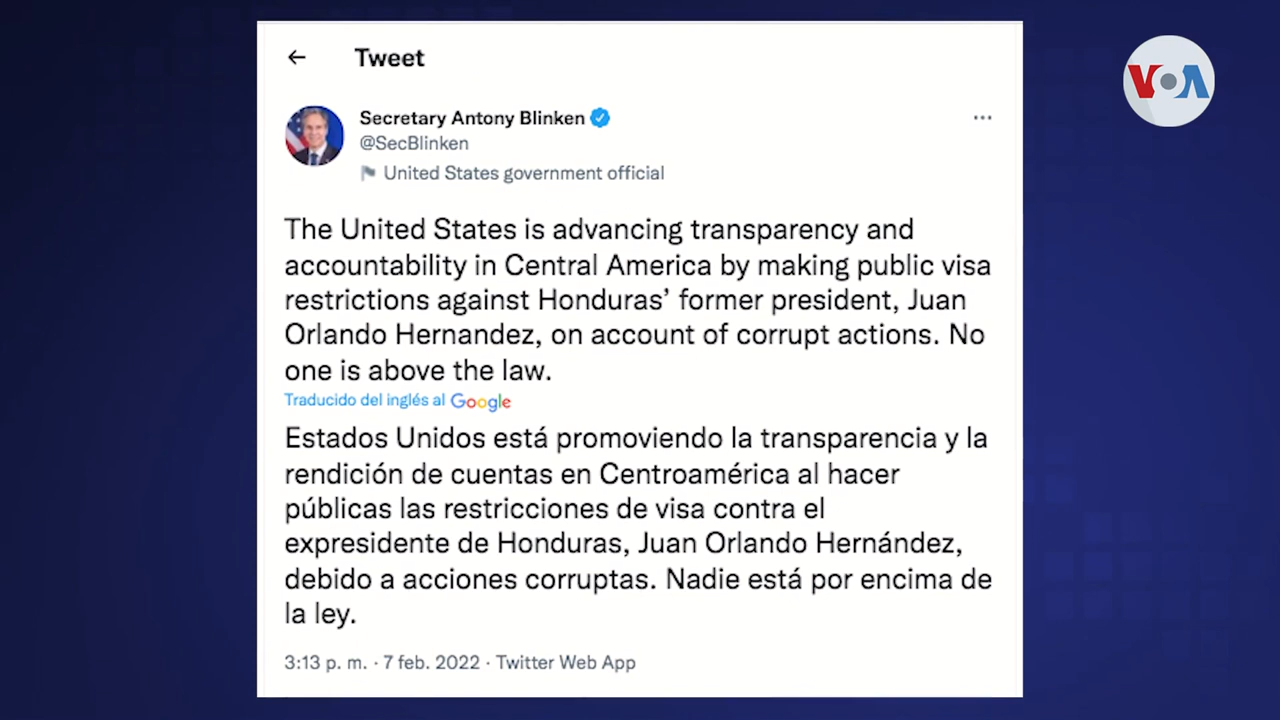 Tweet
VOA
Secretary Antony Blinken
@SecBlinken
United States government official
The United States is advancing transparency and
accountability in Central America by making public visa
restrictions against Honduras’ former president, Juan
Orlando Hernandez, on account of corrupt actions. No
one is above the law.
Traducido del inglés al Google
Estados Unidos está promoviendo la transparencia y la
rendición de cuentas en Centroamérica al hacer
públicas las restricciones de visa contra el
expresidente de Honduras, Juan Orlando Hernández,
debido a acciones corruptas. Nadie está por encima de
la ley.
3:13 p. m. · 7 feb. 2022 · Twitter Web App